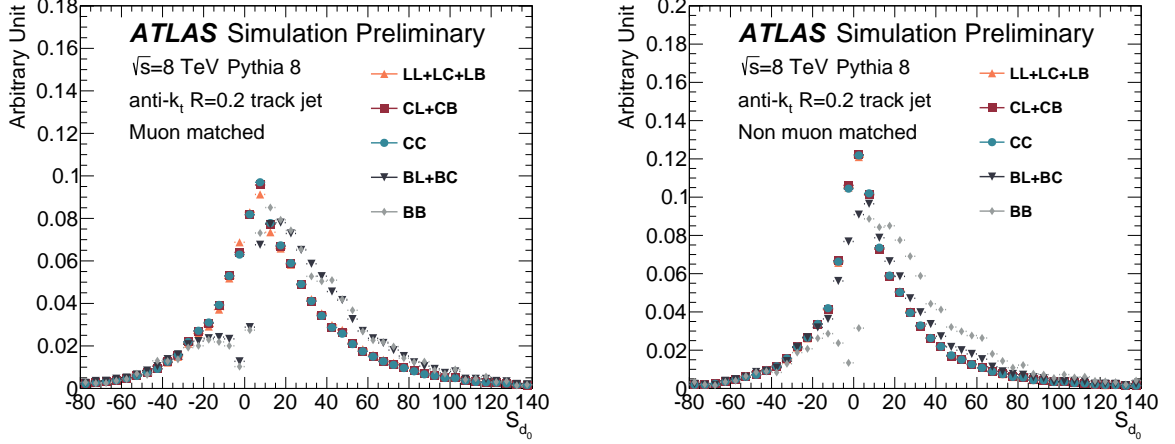 Arbitrary Unit
0.18
0.16
0.14
0.12
0.1
0.08
0.06
0.04
0.02
0
ATLAS Simulation Preliminary
√s=8 TeV Pythia 8
anti-kt R=0.2 track jet
Muon matched
LL+LC+LB
CL+CB
CC
BL+BC
BB
-80 -60 -40 -20 0 20 40 60 80 100 120 140
Sd0
Arbitrary Unit
0.2
0.18
0.16
0.14
0.12
0.1
0.08
0.06
0.04
0.02
0
ATLAS Simulation Preliminary
√s=8 TeV Pythia 8
anti-kt R=0.2 track jet
Non muon matched
LL+LC+LB
CL+CB
CC
BL+BC
BB
-80 -60 -40 -20 0 20 40 60 80 100 120 140
Sd0